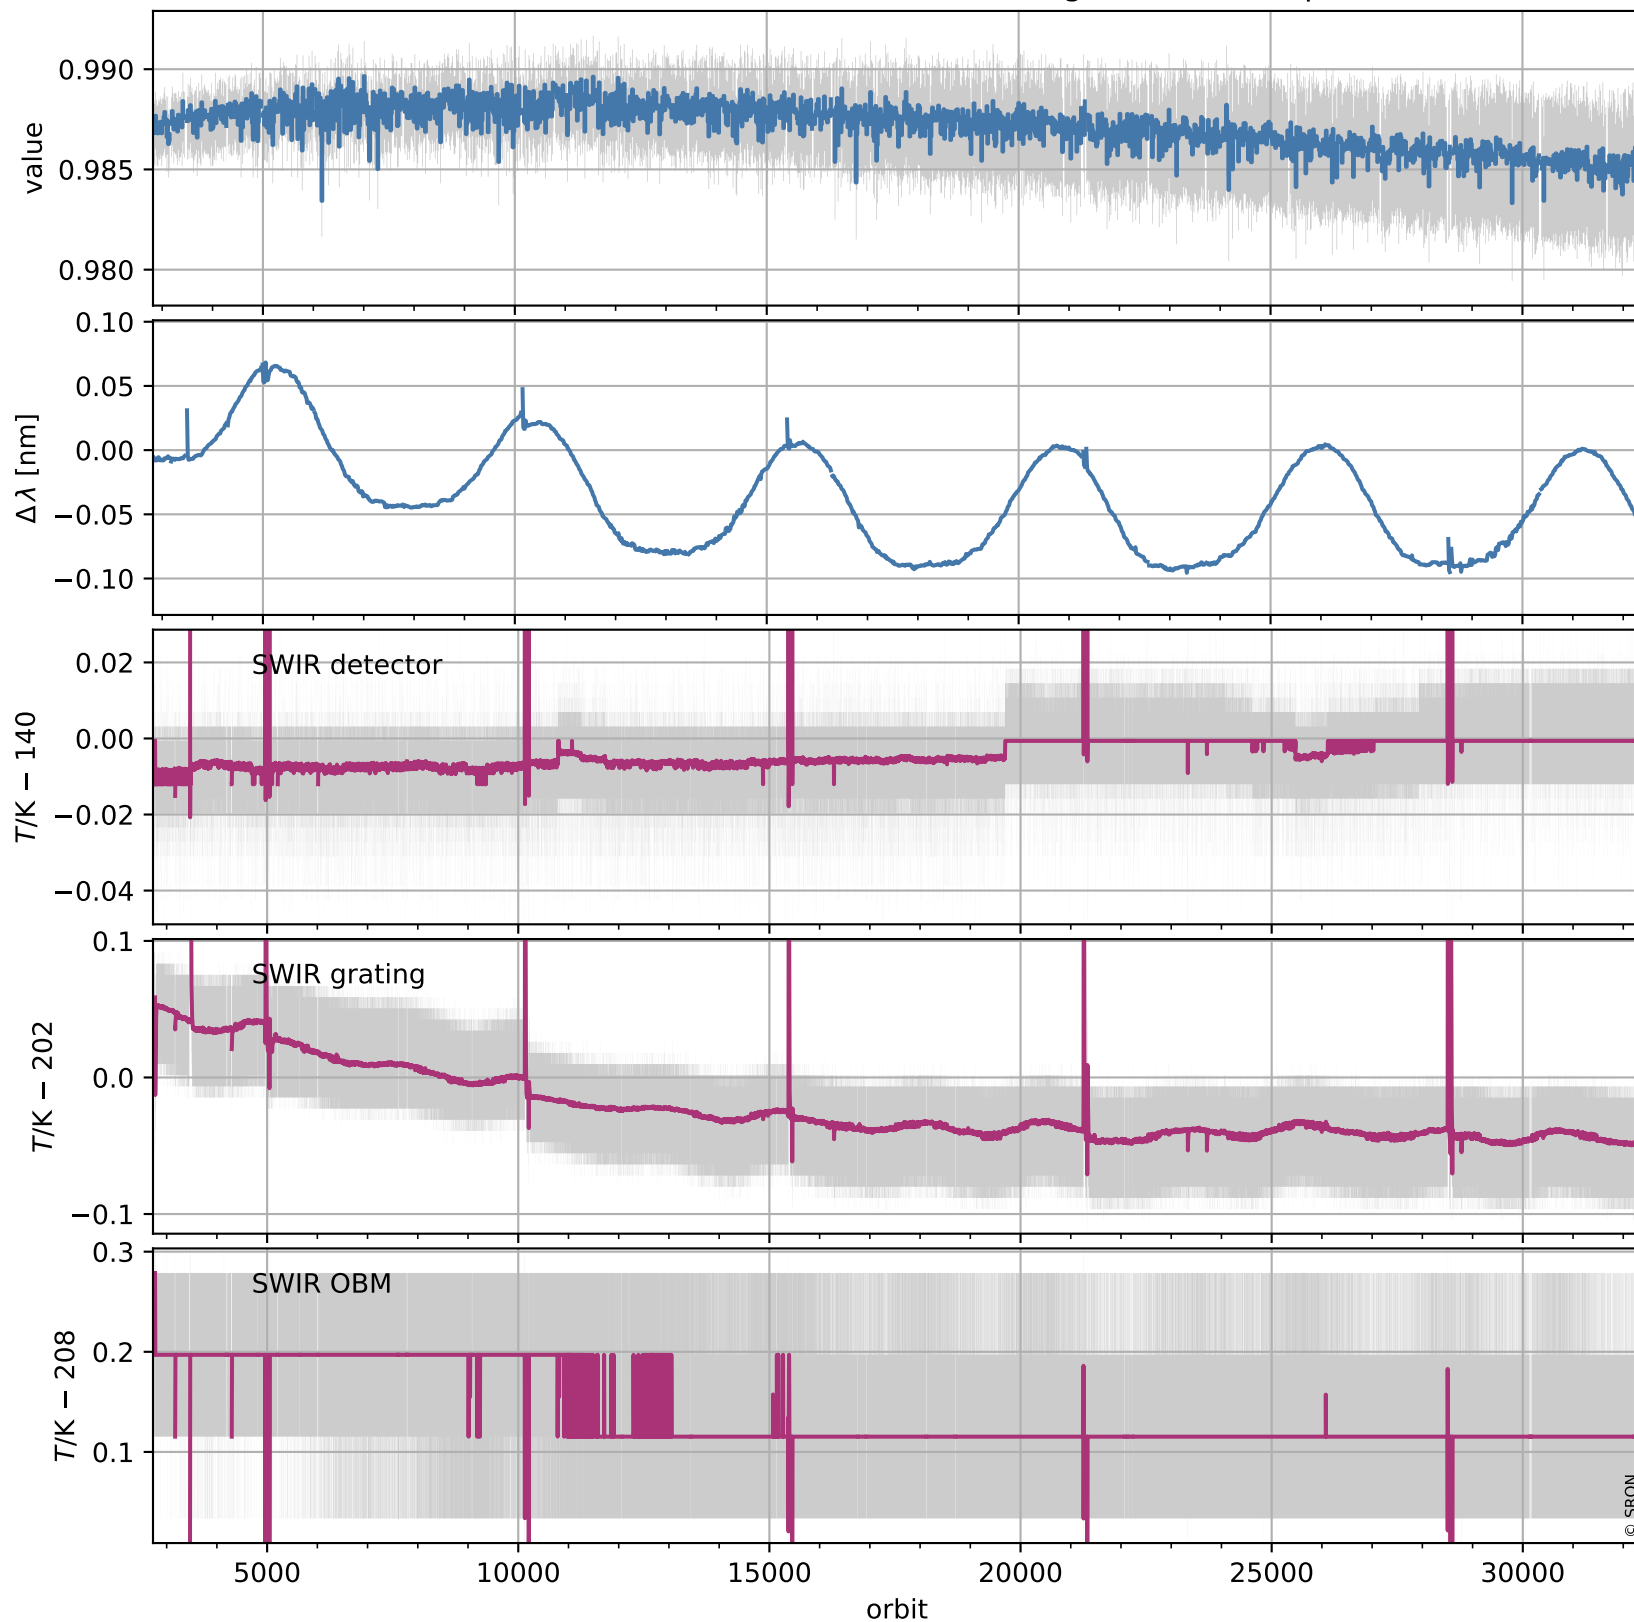 0.990
0.985
0.980
value
0.10
0.05
0.00
−0.05
−0.10
Δλ [nm]
SWIR detector
0.02
0.00
−0.02
−0.04
T/K − 140
SWIR grating
0.1
0.0
−0.1
T/K − 202
SWIR OBM
0.3
0.2
0.1
T/K − 208
© SRON
5000 10000 15000 20000 25000 30000
orbit